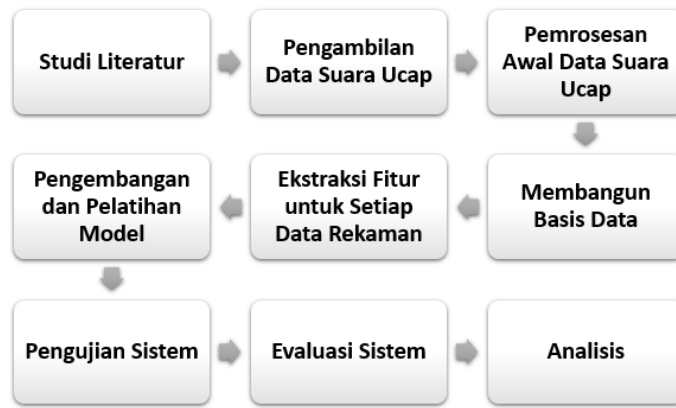 Studi Literatur
Pengambilan
Data Suara Ucap
Pemrosesan
Awal Data Suara
Ucap
Membangun
Basis Data
Ekstraksi Fitur
untuk Setiap
Data Rekaman
Pengembangan
dan Pelatihan
Model
Pengujian Sistem
Evaluasi Sistem
Analisis